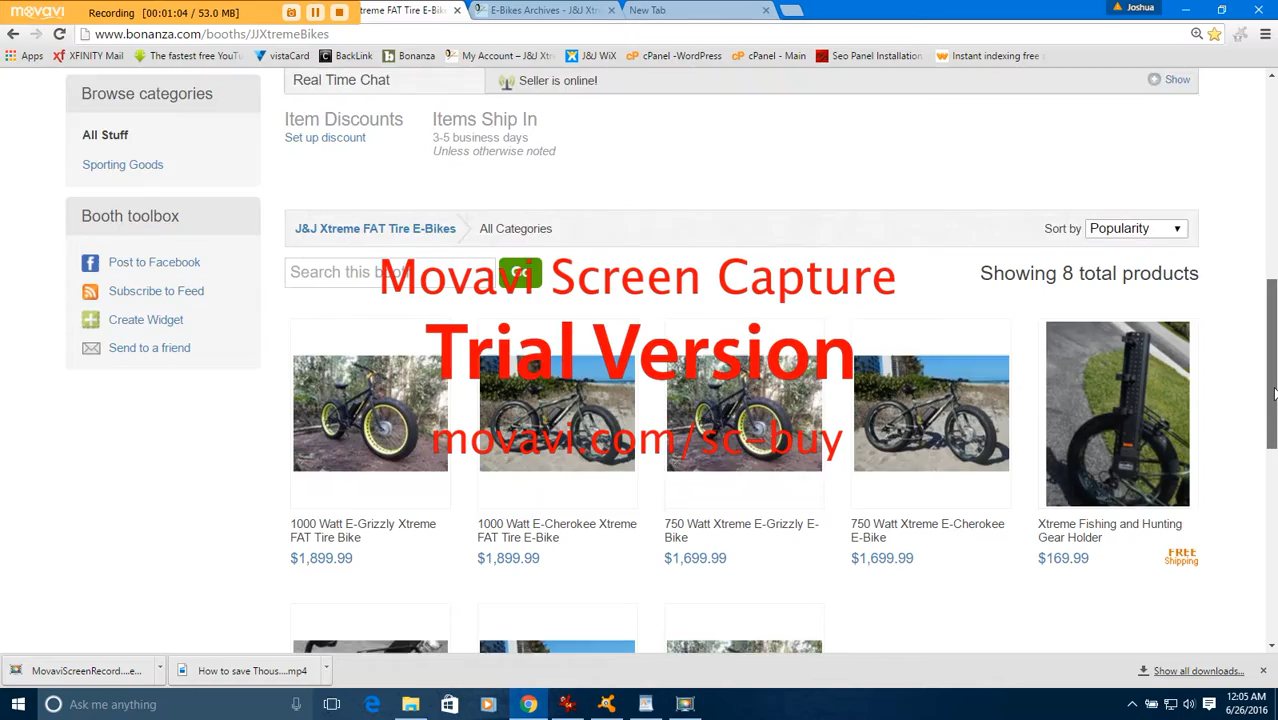 movavi
Recording (00:01:04 / 53.0 MB)
treme FAT Tire E-Bike
E-Bikes Archives - J&J Xtr
New Tab
Joshua
www.bonanza.com/booths/JJXtremeBikes
Apps
XFINITY Mail
The fastest free YouTu
vistaCard
BackLink
Bonanza
My Account – J&J Xtr
J&J WiX
cPanel -WordPress
cPanel - Main
Seo Panel Installation
Instant indexing free
Browse categories
All Stuff
Sporting Goods
Booth toolbox
Post to Facebook
Subscribe to Feed
Create Widget
Send to a friend
Real Time Chat
Seller is online!
Show
Item Discounts
Set up discount
Items Ship In
3-5 business days
Unless otherwise noted
J&J Xtreme FAT Tire E-Bikes
All Categories
Sort by
Popularity
Search this boo
Go
Showing 8 total products
Movavi Screen Capture
Trial Version
movavi.com/sc-buy
1000 Watt E-Grizzly Xtreme
FAT Tire Bike
$1,899.99
1000 Watt E-Cherokee Xtreme
FAT Tire E-Bike
$1,899.99
750 Watt Xtreme E-Grizzly E-
Bike
$1,699.99
750 Watt Xtreme E-Cherokee
E-Bike
$1,699.99
Xtreme Fishing and Hunting
Gear Holder
$169.99
FREE
Shipping
MovaviScreenRecord....e
How to save Thous....mp4
Show all downloads...
Ask me anything
12:05 AM
6/26/2016